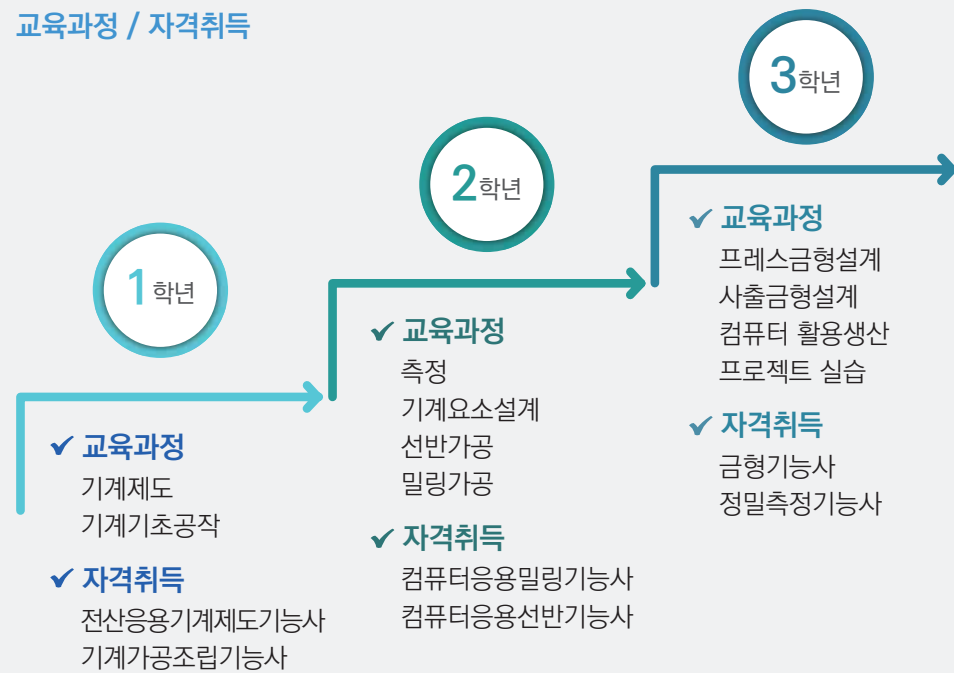 교육과정 / 자격취득
1학년
교육과정
기계제도
기계기초공작
자격취득
전산응용기계제도기능사
기계가공조립기능사
2학년
교육과정
측정
기계요소설계
선반가공
밀링가공
자격취득
컴퓨터응용밀링기능사
컴퓨터응용선반기능사
3학년
교육과정
프레스금형설계
사출금형설계
컴퓨터 활용생산
프로젝트 실습
자격취득
금형기능사
정밀측정기능사